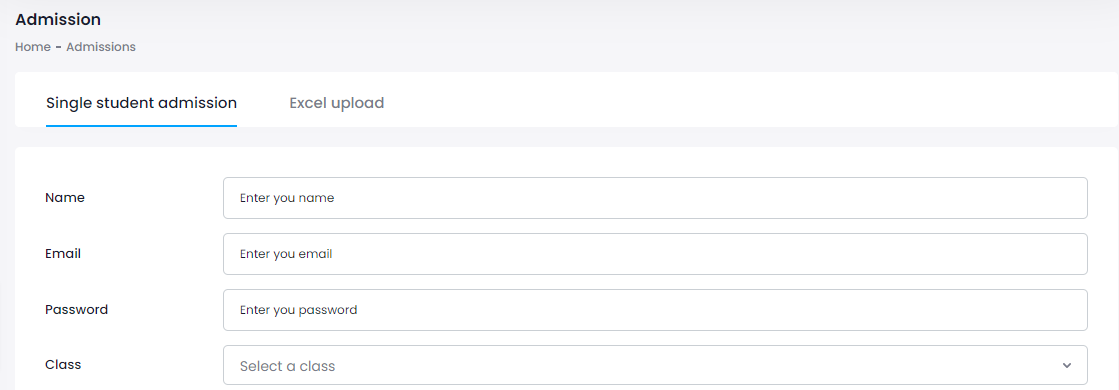 Admission
Home - Admissions
Single student admission Excel upload
Name Enter you name
Email Enter you email
Password Enter you password
Class Select a class